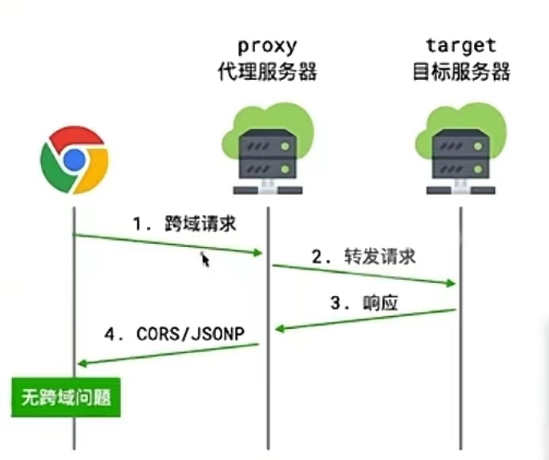 proxy
代理服务器
target
目标服务器
1. 跨域请求
2. 转发请求
3. 响应
4. CORS/JSONP
无跨域问题